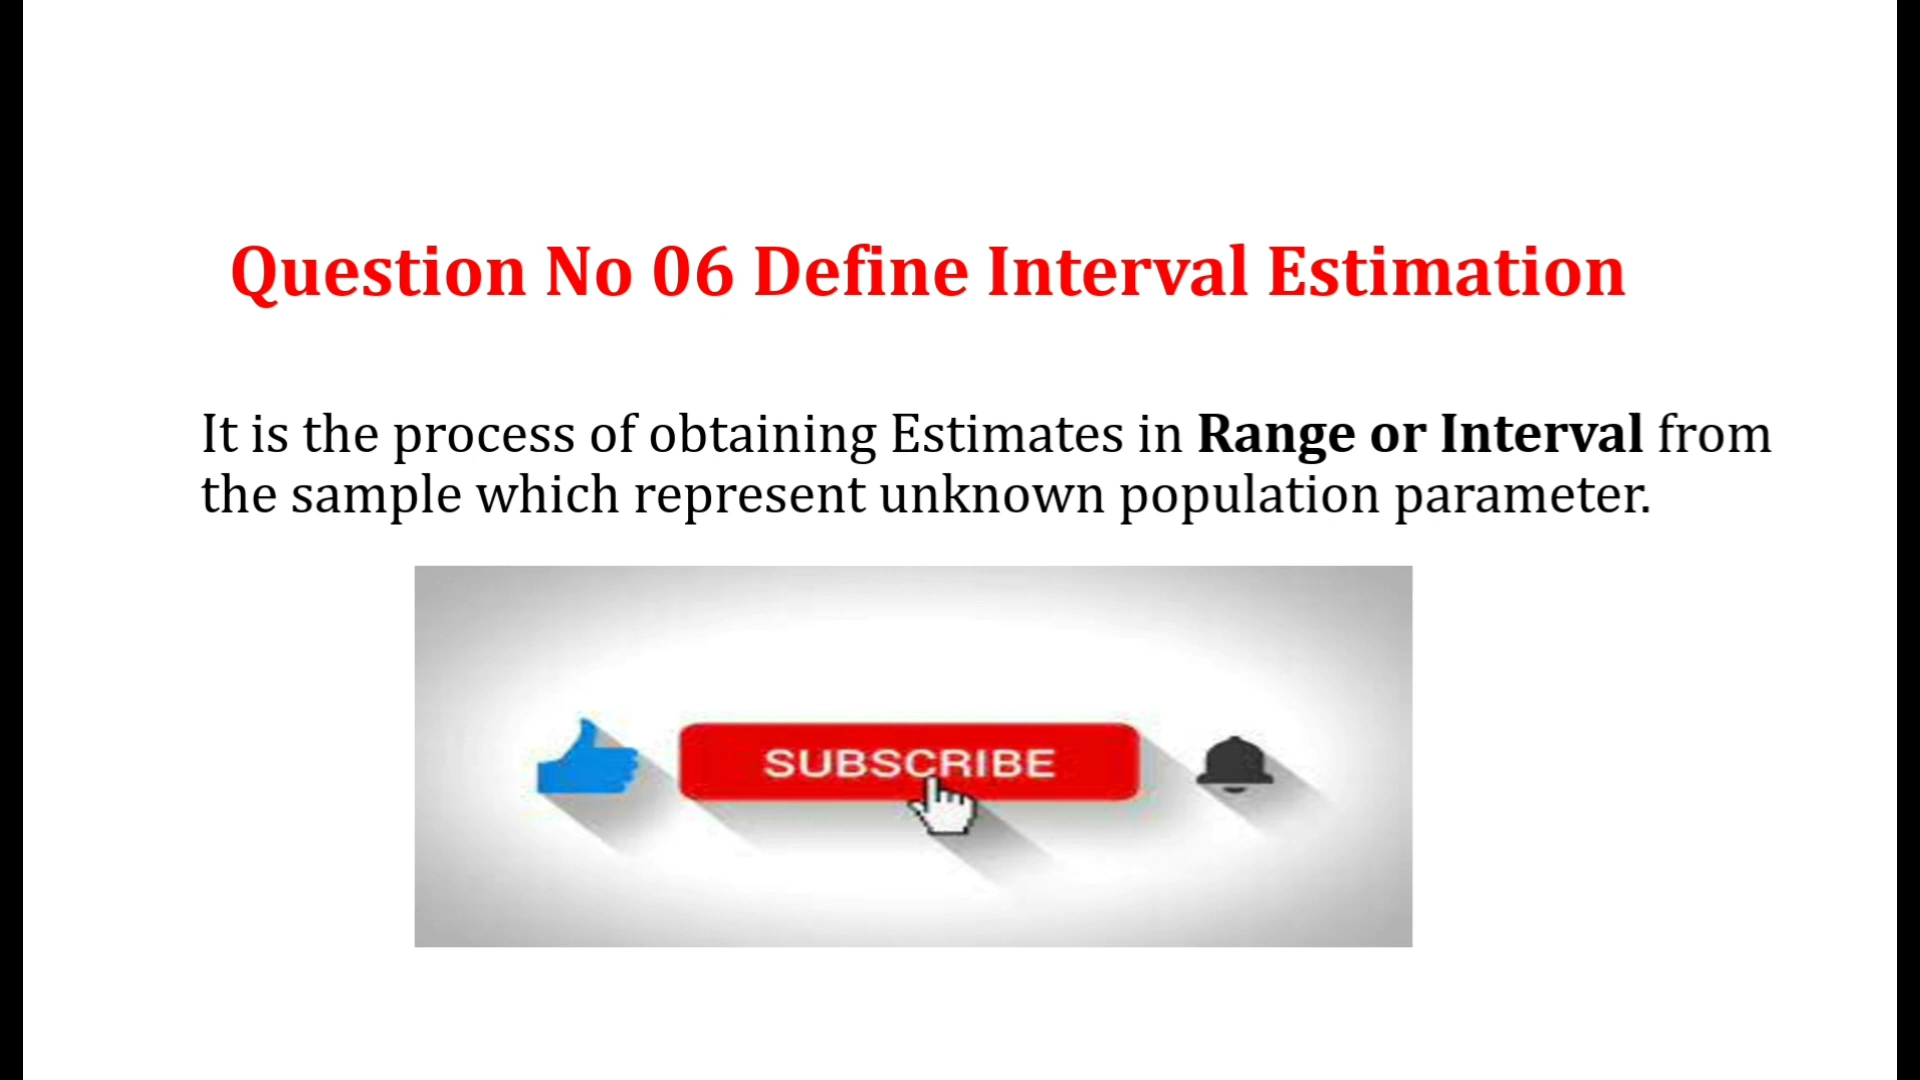 Question No 06 Define Interval Estimation
It is the process of obtaining Estimates in Range or Interval from
the sample which represent unknown population parameter.
SUBSCRIBE